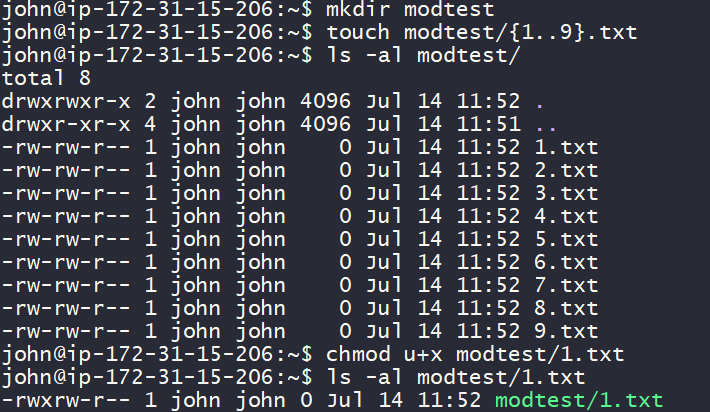 john@ip-172-31-15-206:~$ mkdir modtest
john@ip-172-31-15-206:~$ touch modtest/{1..9}.txt
john@ip-172-31-15-206:~$ ls -al modtest/
total 8
drwxrwxr-x 2 john john 4096 Jul 14 11:52 .
drwxr-xr-x 4 john john 4096 Jul 14 11:51 ..
-rw-rw-r-- 1 john john    0 Jul 14 11:52 1.txt
-rw-rw-r-- 1 john john    0 Jul 14 11:52 2.txt
-rw-rw-r-- 1 john john    0 Jul 14 11:52 3.txt
-rw-rw-r-- 1 john john    0 Jul 14 11:52 4.txt
-rw-rw-r-- 1 john john    0 Jul 14 11:52 5.txt
-rw-rw-r-- 1 john john    0 Jul 14 11:52 6.txt
-rw-rw-r-- 1 john john    0 Jul 14 11:52 7.txt
-rw-rw-r-- 1 john john    0 Jul 14 11:52 8.txt
-rw-rw-r-- 1 john john    0 Jul 14 11:52 9.txt
john@ip-172-31-15-206:~$ chmod u+x modtest/1.txt
john@ip-172-31-15-206:~$ ls -al modtest/1.txt
-rwxrw-r-- 1 john john 0 Jul 14 11:52 modtest/1.txt